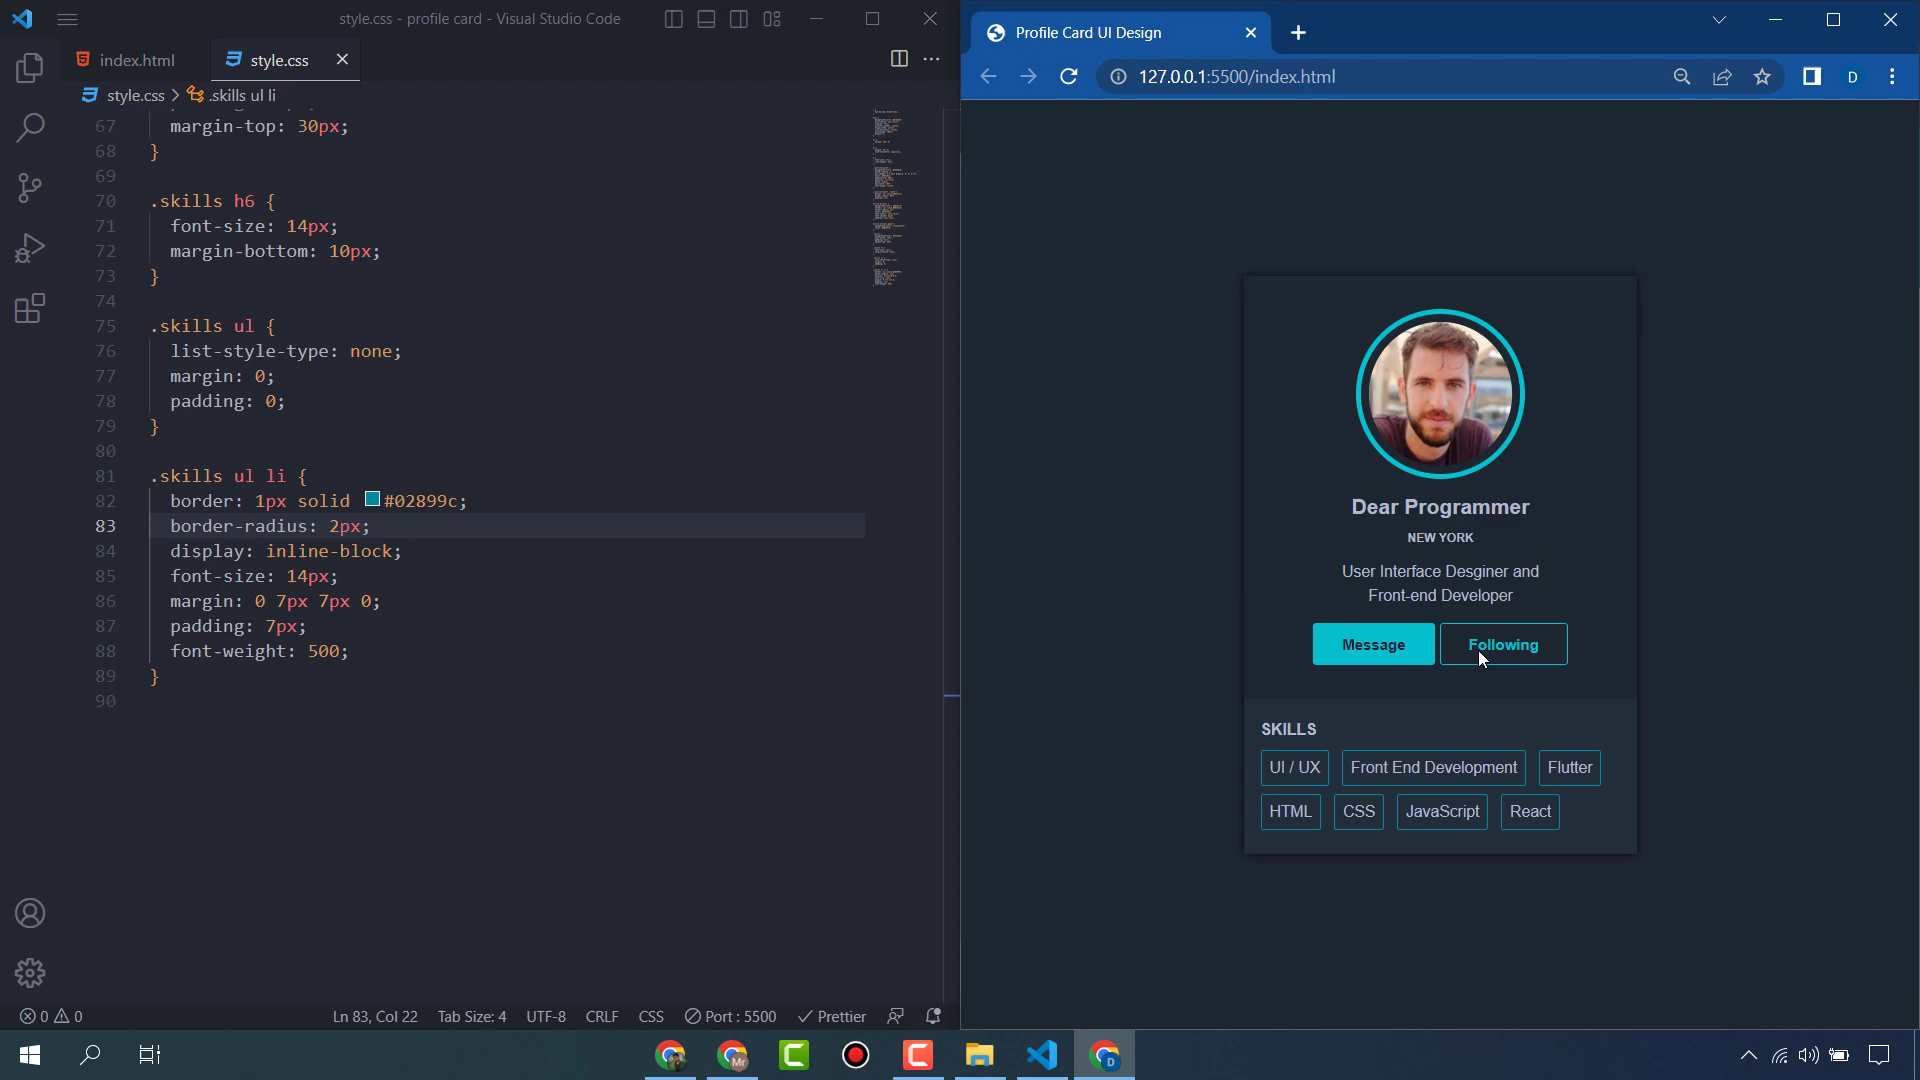 style.css - profile card - Visual Studio Code
index.html
style.css
style.css > .skills ul li
67 margin-top: 30px;
68 }
69
70 .skills h6 {
71 font-size: 14px;
72 margin-bottom: 10px;
73 }
74
75 .skills ul {
76 list-style-type: none;
77 margin: 0;
78 padding: 0;
79 }
80
81 .skills ul li {
82 border: 1px solid #02899c;
83 border-radius: 2px;
84 display: inline-block;
85 font-size: 14px;
86 margin: 0 7px 7px 0;
87 padding: 7px;
88 font-weight: 500;
89 }
90
0 0
Ln 83, Col 22
Tab Size: 4
UTF-8
CRLF
CSS
Port : 5500
Prettier
Profile Card UI Design
127.0.0.1:5500/index.html
D
Dear Programmer
NEW YORK
User Interface Desginer and
Front-end Developer
Message
Following
SKILLS
UI / UX
Front End Development
Flutter
HTML
CSS
JavaScript
React
Mr
D